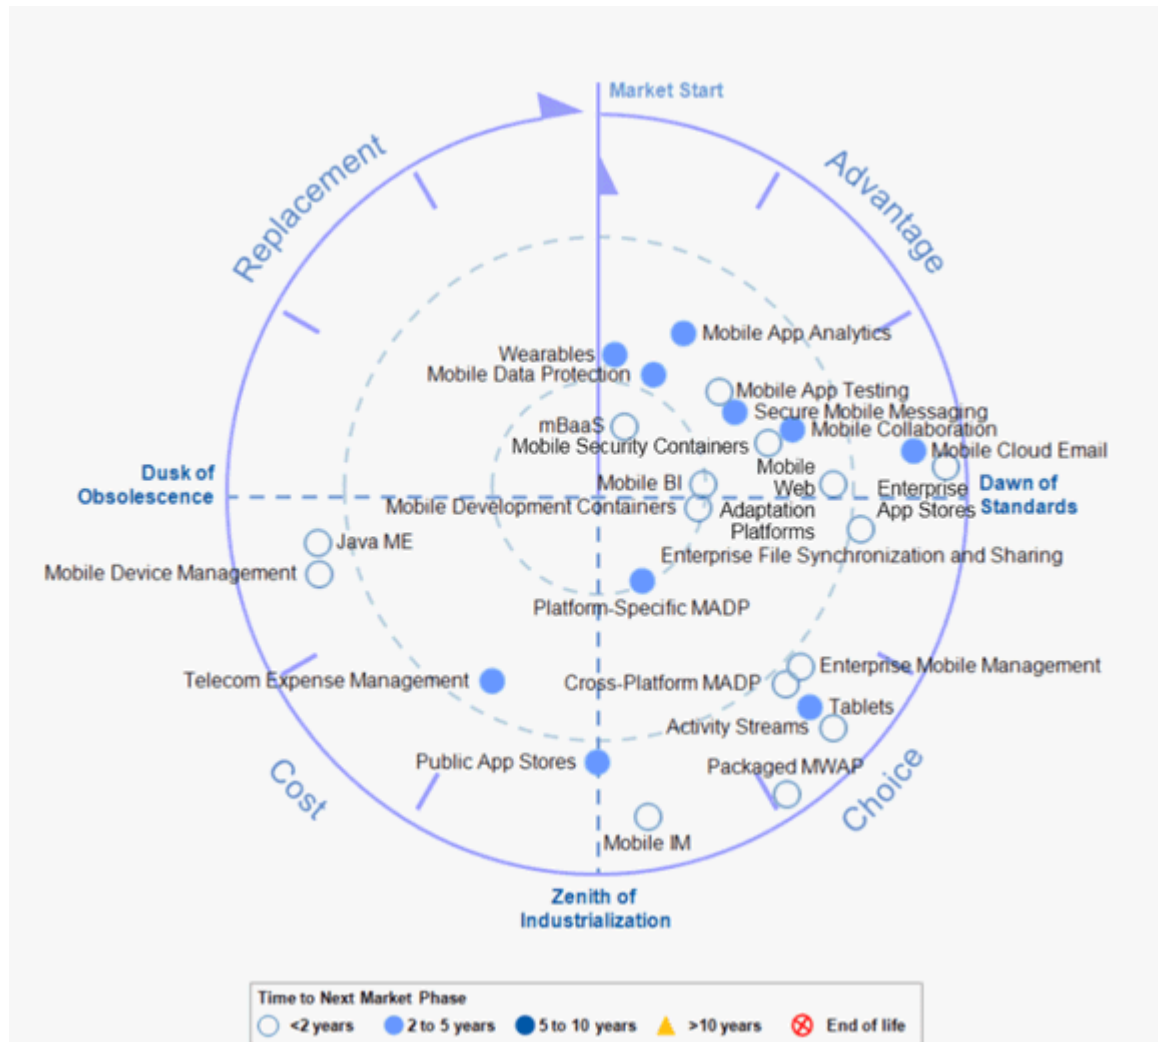 Market Start
Replacement
Advantage
Mobile App Analytics
Wearables
Mobile Data Protection
Mobile App Testing
Secure Mobile Messaging
mBaaS
Mobile Collaboration
Mobile Security Containers
Mobile Cloud Email
Dusk of
Obsolescence
Mobile BI
Mobile
Web
Adaptation
Platforms
Enterprise
App Stores
Dawn of
Standards
Mobile Development Containers
Java ME
Enterprise File Synchronization and Sharing
Mobile Device Management
Platform-Specific MADP
Enterprise Mobile Management
Telecom Expense Management
Cross-Platform MADP
Tablets
Activity Streams
Public App Stores
Packaged MWAP
Cost
Choice
Mobile IM
Zenith of
Industrialization
Time to Next Market Phase
<2 years 2 to 5 years 5 to 10 years >10 years End of life